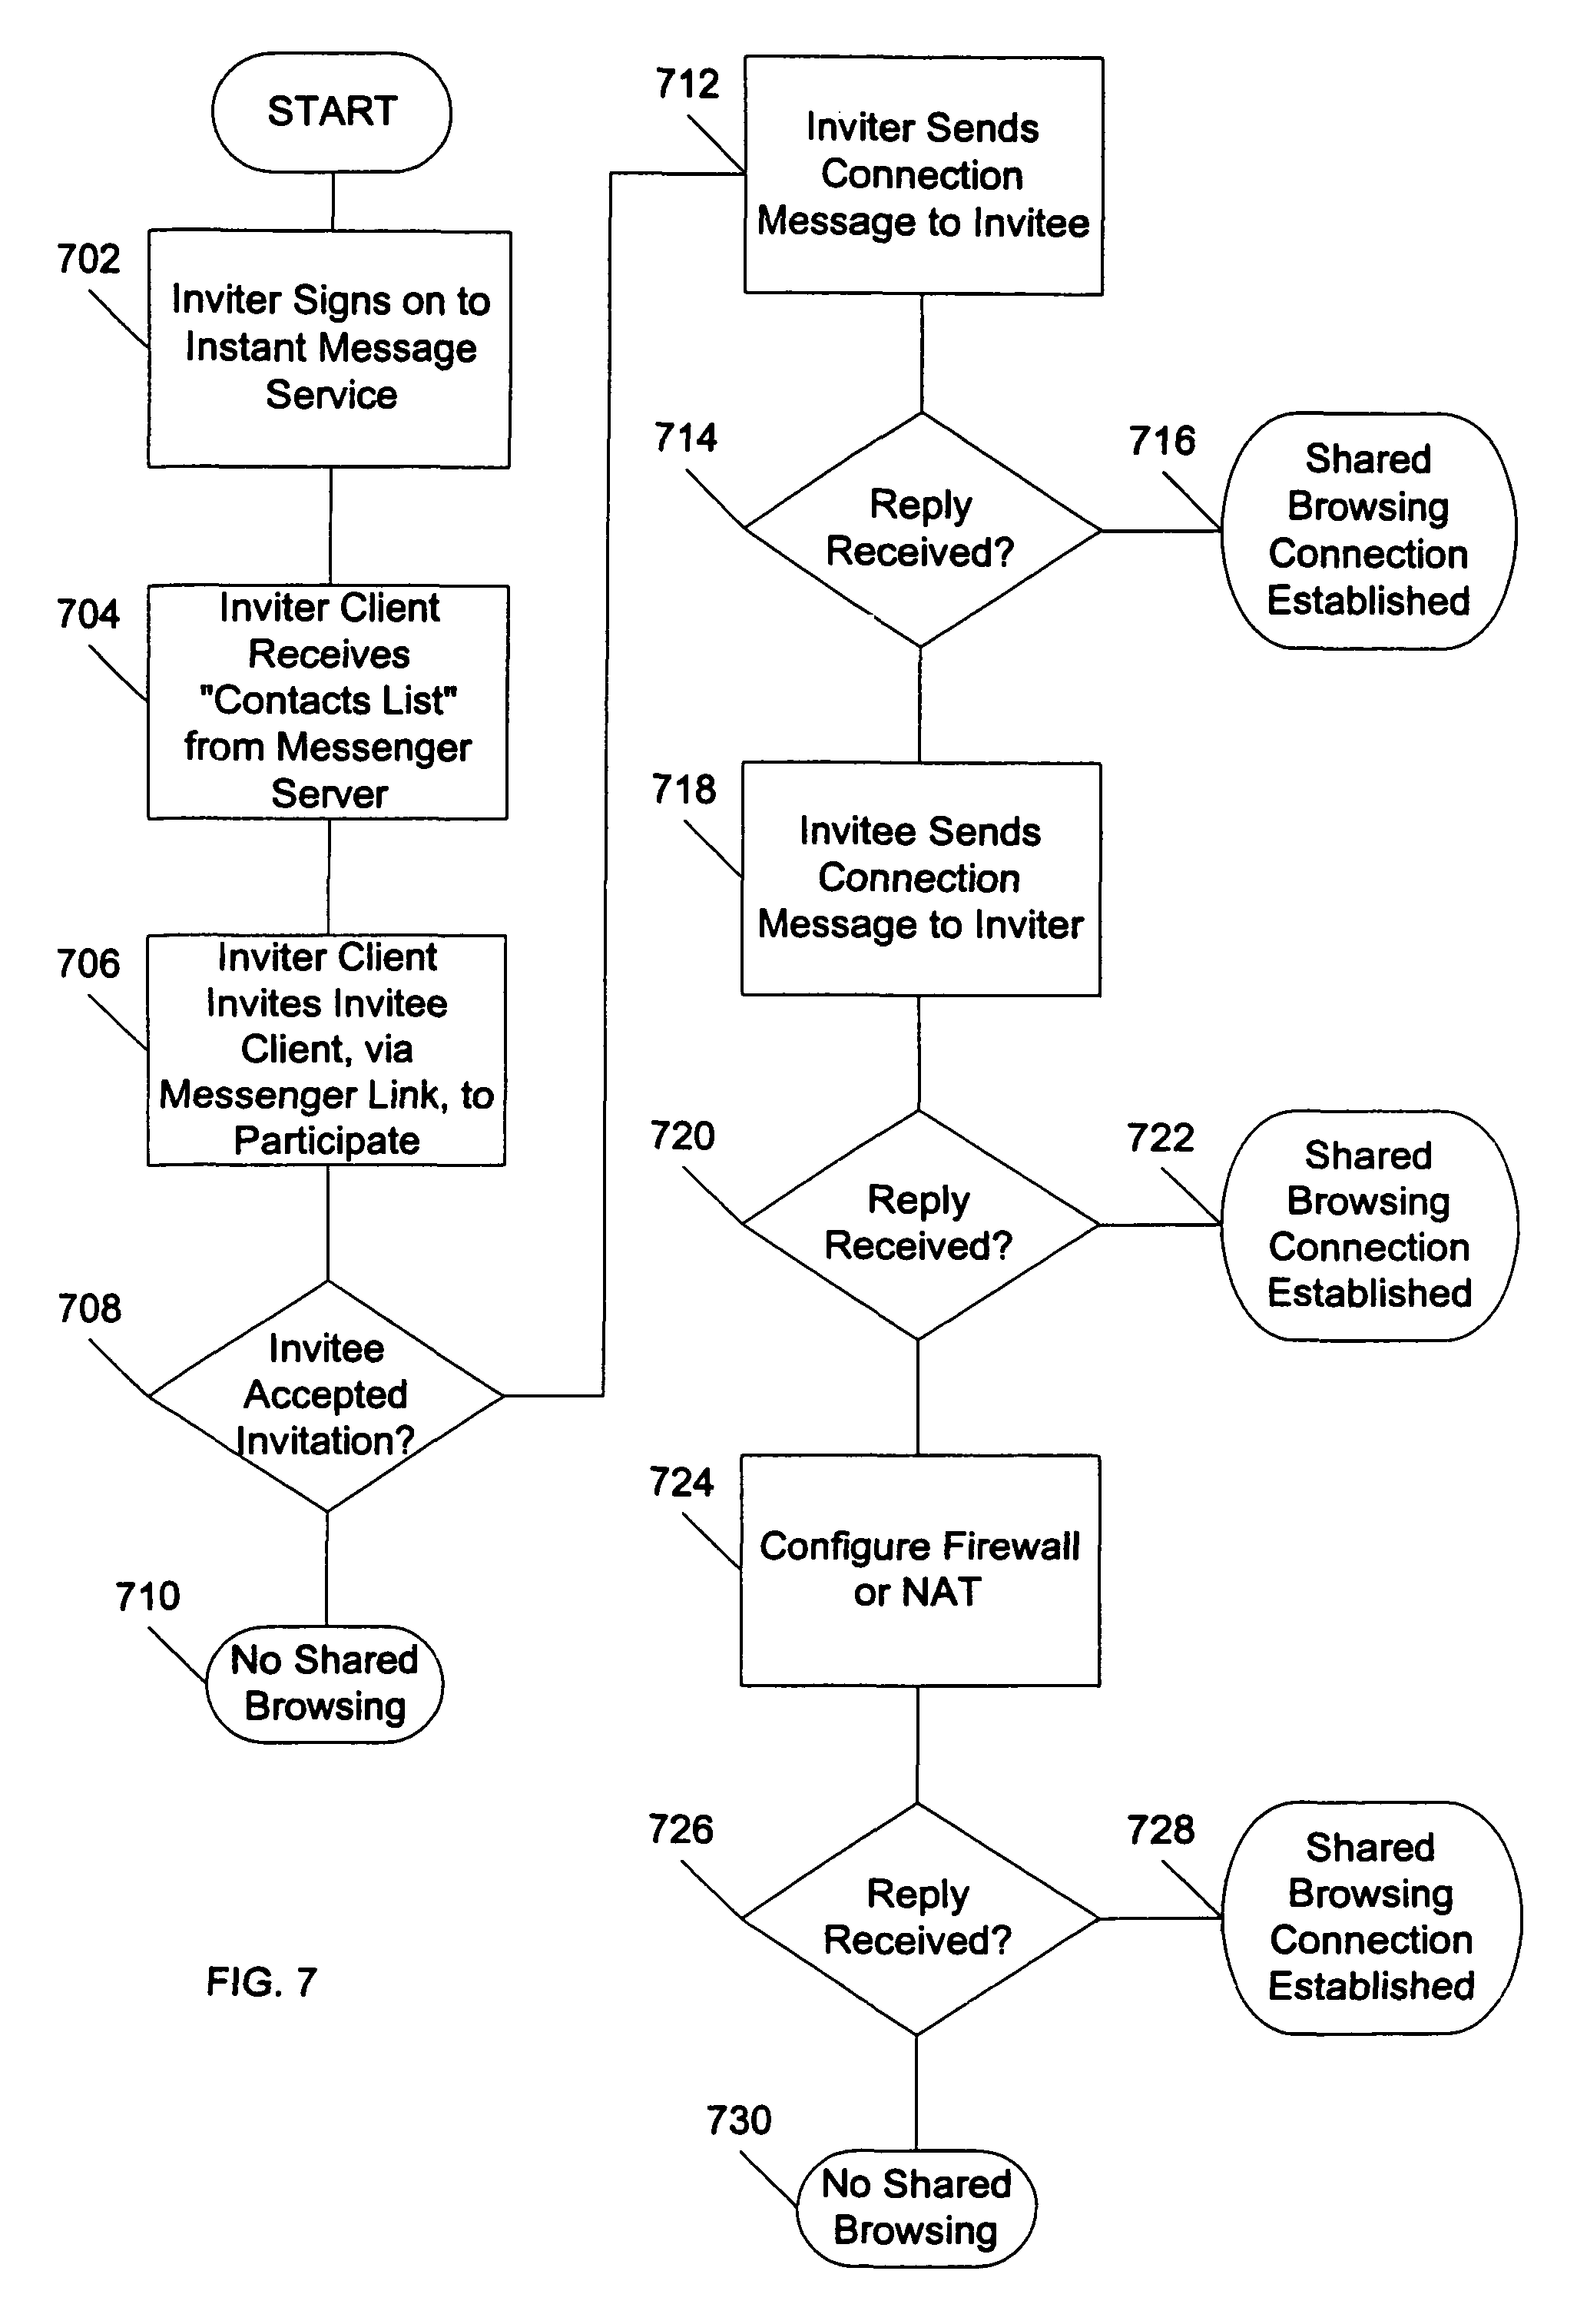 START
702
Inviter Signs on to
Instant Message
Service
704
Inviter Client
Receives
"Contacts List"
from Messenger
Server
706
Inviter Client
Invites Invitee
Client, via
Messenger Link, to
Participate
708
Invitee
Accepted
Invitation?
710
No Shared
Browsing
712
Inviter Sends
Connection
Message to Invitee
714
Reply
Received?
716
Shared
Browsing
Connection
Established
718
Invitee Sends
Connection
Message to Inviter
720
Reply
Received?
722
Shared
Browsing
Connection
Established
724
Configure Firewall
or NAT
726
Reply
Received?
728
Shared
Browsing
Connection
Established
730
No Shared
Browsing
FIG. 7